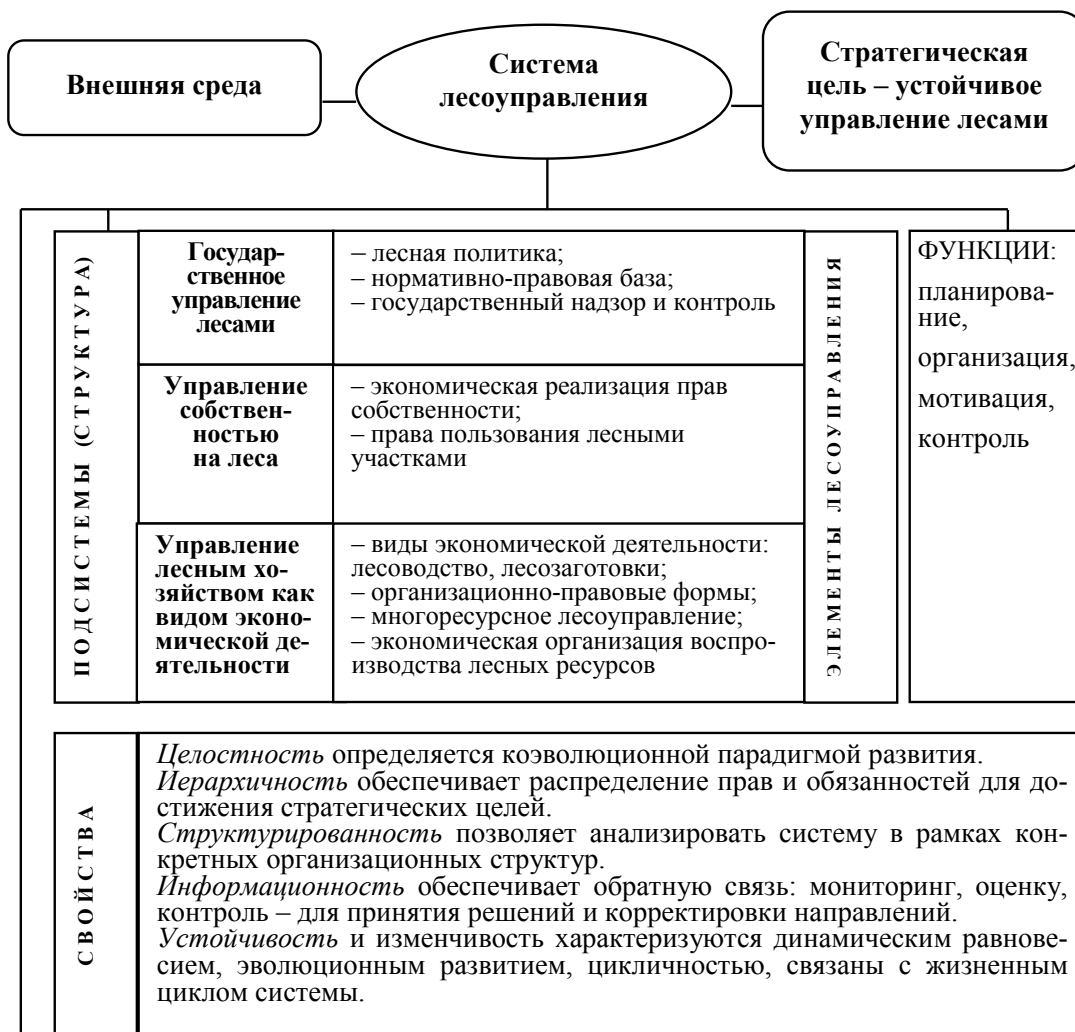 Внешняя среда
Система
лесоуправления
Стратегическая
цель – устойчивое
управление лесами
ПОДСИСТЕМЫ (СТРУКТУРА)
Государ-
ственное
управление
лесами
– лесная политика;
– нормативно-правовая база;
– государственный надзор и контроль
Управление
собствен-
ностью
на леса
– экономическая реализация прав
собственности;
– права пользования лесными
участками
Управление
лесным хо-
зяйством как
видом эконо-
мической де-
ятельности
– виды экономической деятельности:
лесоводство, лесозаготовки;
– организационно-правовые формы;
– многоресурсное лесоуправление;
– экономическая организация воспро-
изводства лесных ресурсов
ЭЛЕМЕНТЫ ЛЕСОУПРАВЛЕНИЯ
ФУНКЦИИ:
планирова-
ние,
организация,
мотивация,
контроль
СВОЙСТВА
Целостность определяется коэволюционной парадигмой развития.
Иерархичность обеспечивает распределение прав и обязанностей для до-
стижения стратегических целей.
Структурированность позволяет анализировать систему в рамках кон-
кретных организационных структур.
Информационность обеспечивает обратную связь: мониторинг, оценку,
контроль – для принятия решений и корректировки направлений.
Устойчивость и изменчивость характеризуются динамическим равнове-
сием, эволюционным развитием, цикличностью, связаны с жизненным
циклом системы.